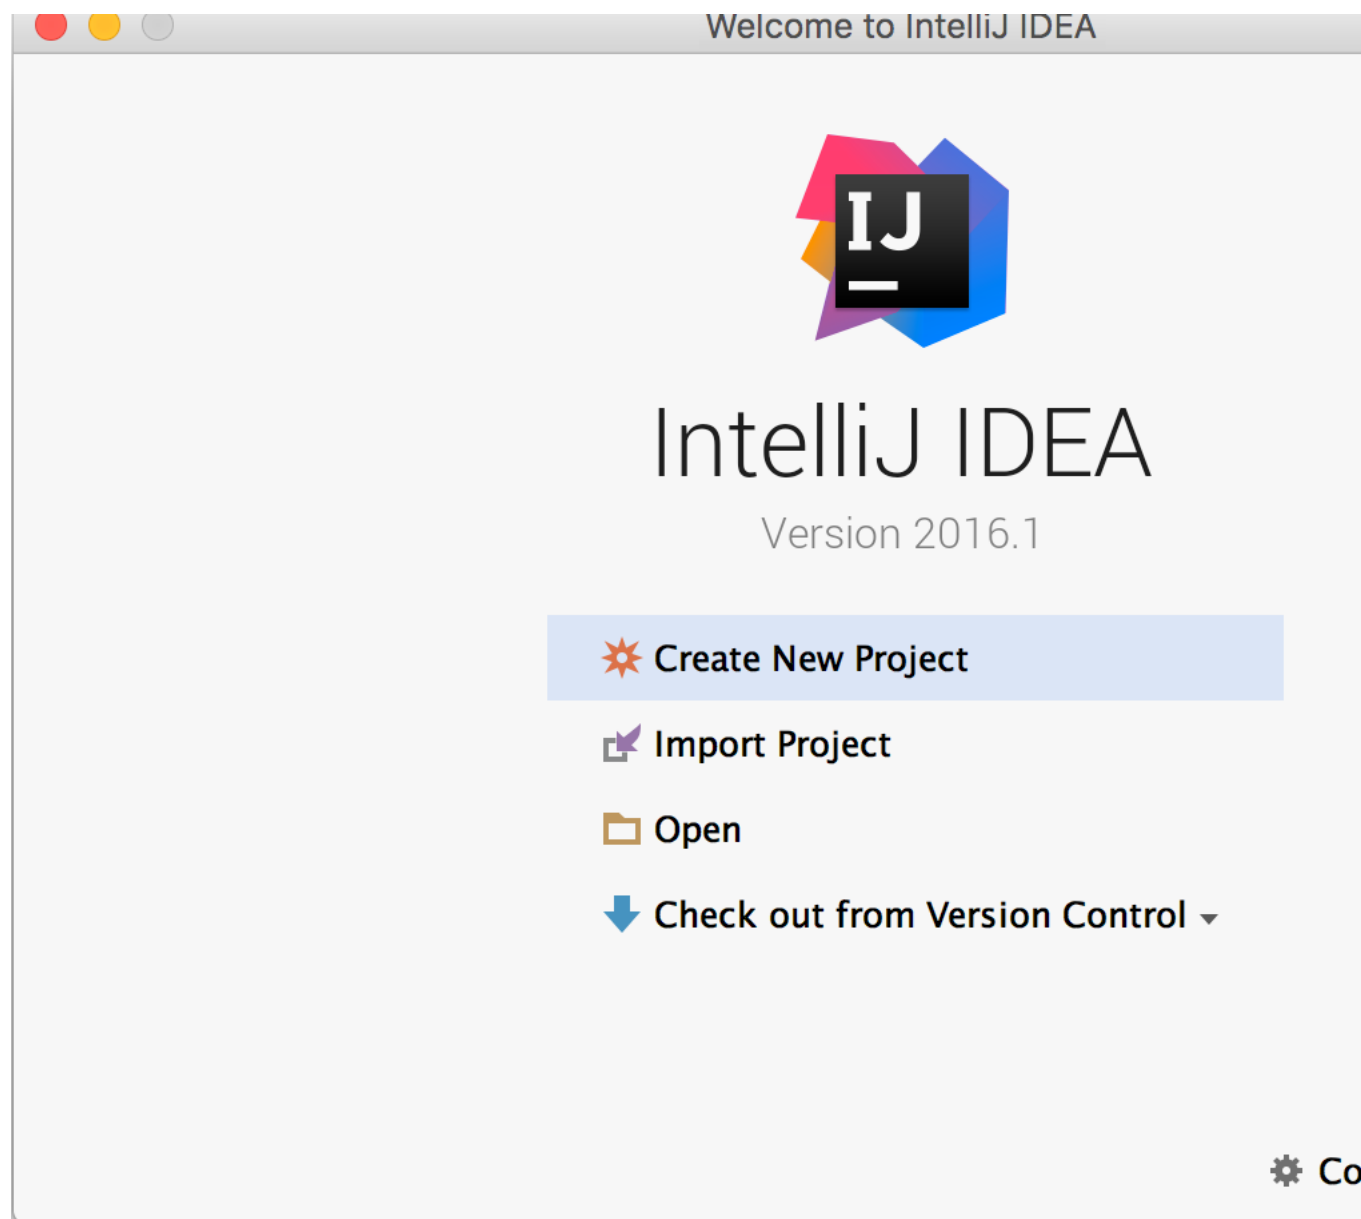 Welcome to IntelliJ IDEA
IJ
IntelliJ IDEA
Version 2016.1
Create New Project
Import Project
Open
Check out from Version Control
Co